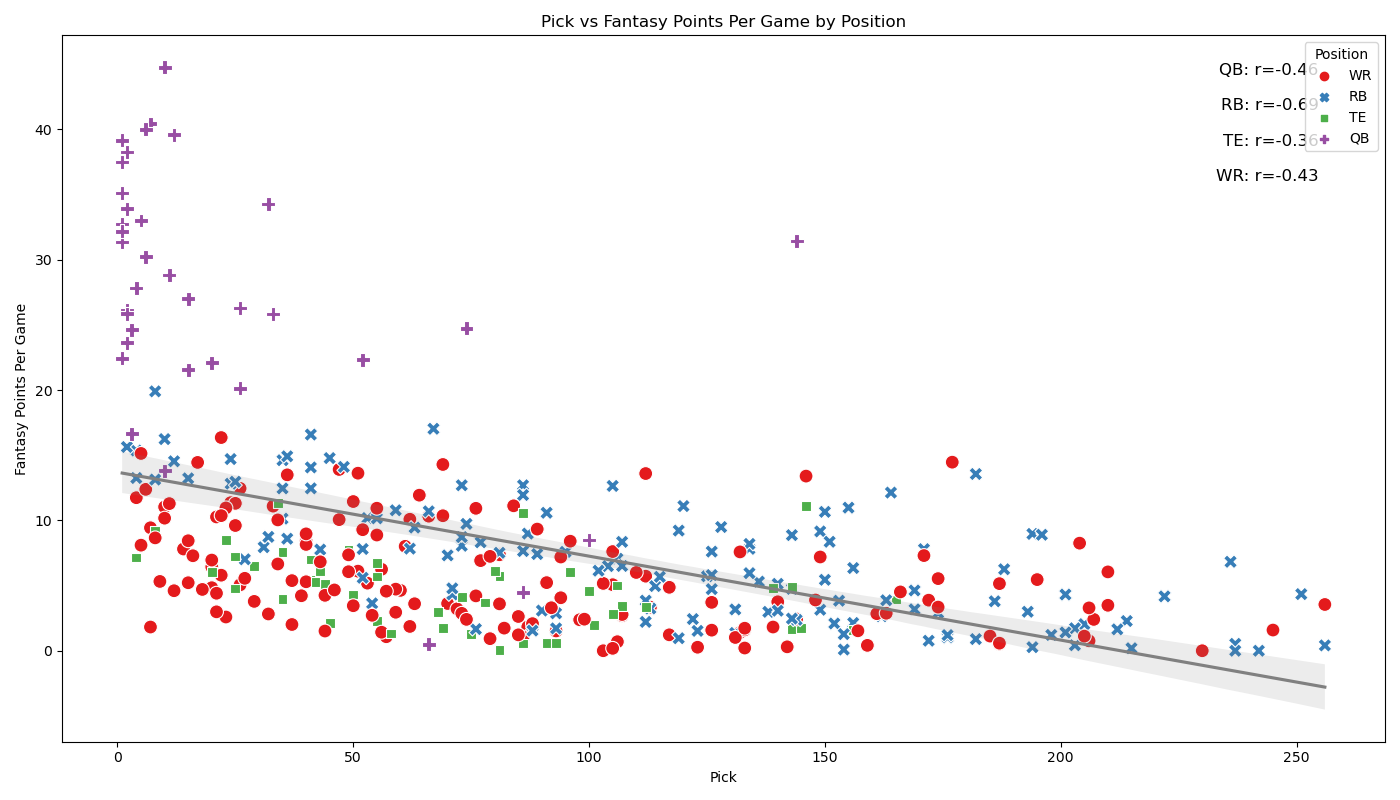 Pick vs Fantasy Points Per Game by Position
QB: r=-0.46
RB: r=-0.69
TE: r=-0.36
WR: r=-0.43
Position
WR
RB
TE
QB
Fantasy Points Per Game
40
30
20
10
0
0 50 100 150 200 250
Pick